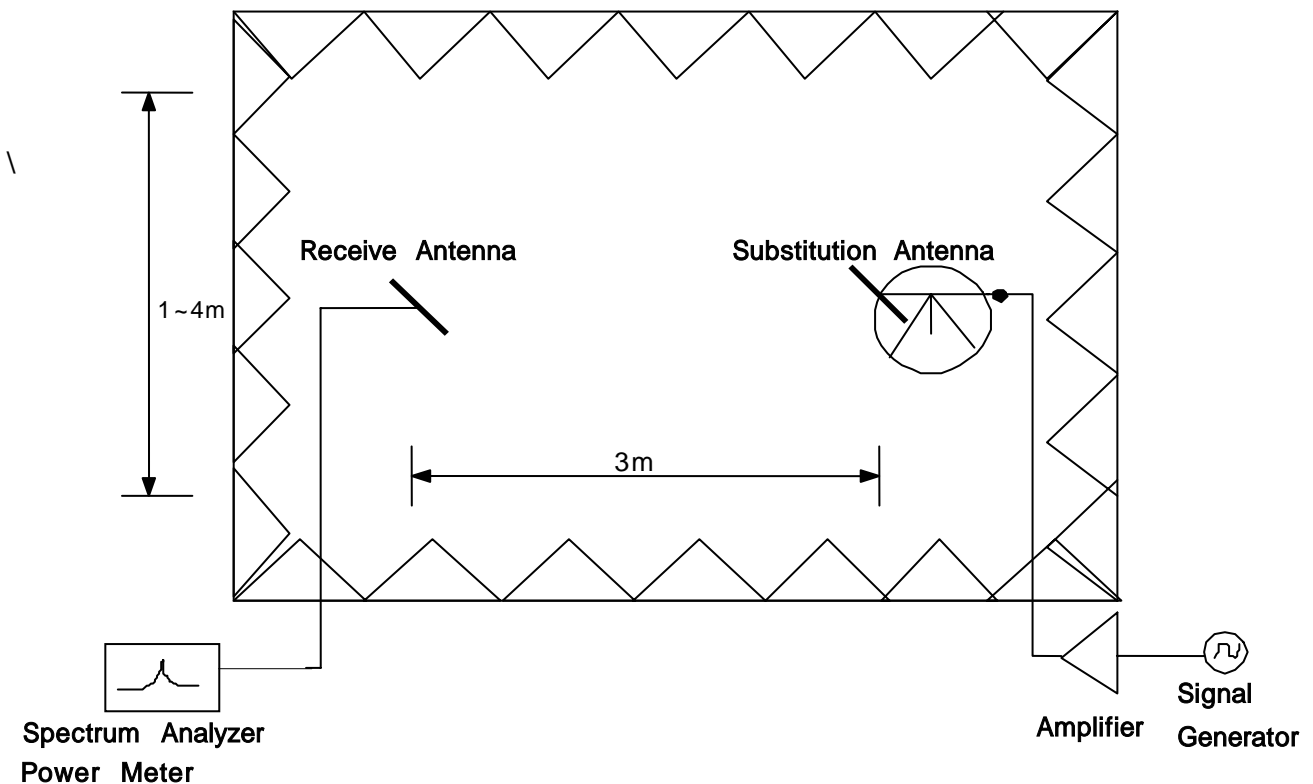 \
Receive Antenna
Substitution Antenna
1~4m
3m
Spectrum Analyzer
Power Meter
Amplifier
Signal
Generator